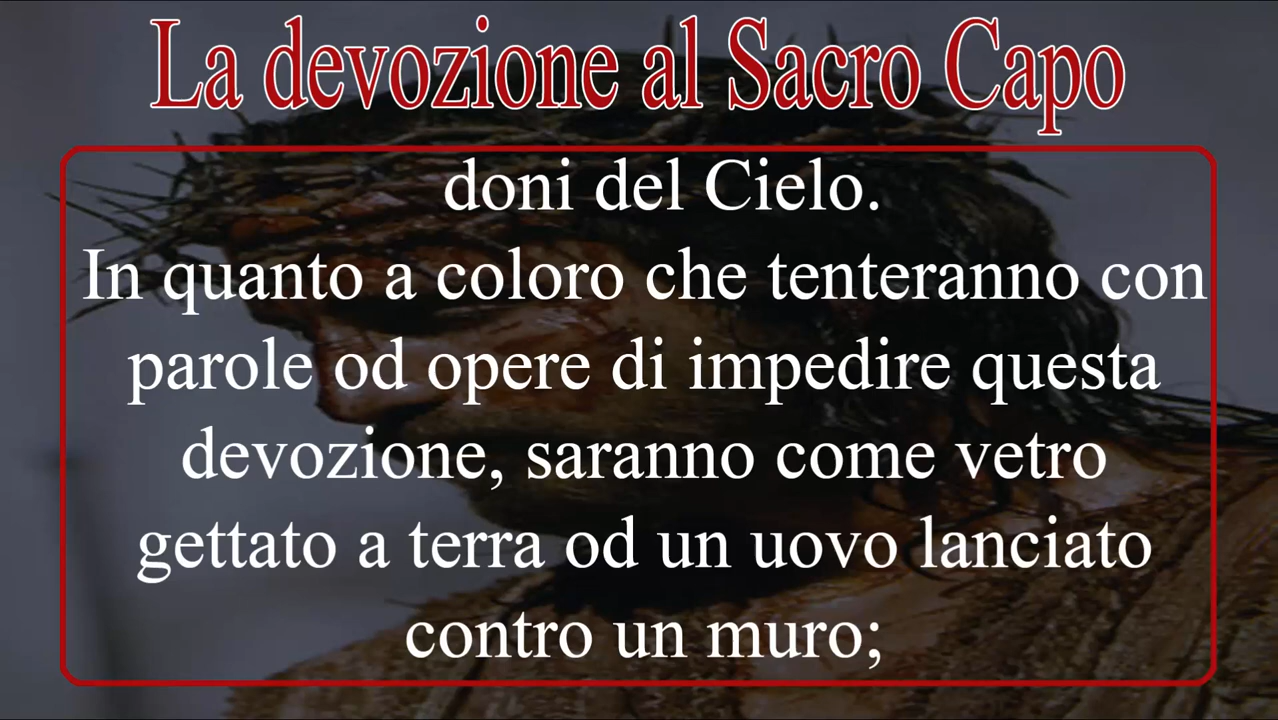 La devozione al Sacro Capo
doni del Cielo.
In quanto a coloro che tenteranno con
parole od opere di impedire questa
devozione, saranno come vetro
gettato a terra od un uovo lanciato
contro un muro;